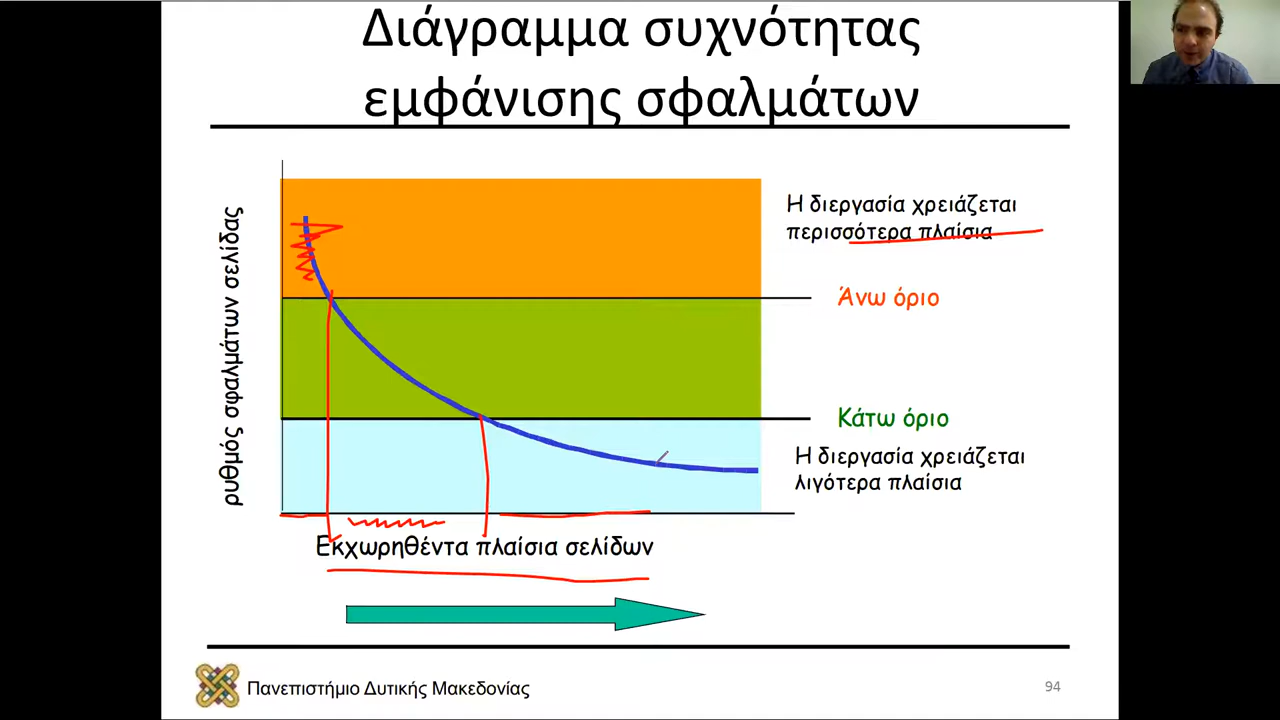 Διάγραμμα συχνότητας
εμφάνισης σφαλμάτων
ρυθμός σφαλμάτων σελίδας
Η διεργασία χρειάζεται
περισσότερα πλαίσια
Άνω όριο
Κάτω όριο
Η διεργασία χρειάζεται
λιγότερα πλαίσια
Εκχωρηθέντα πλαίσια σελίδων
Πανεπιστήμιο Δυτικής Μακεδονίας
94